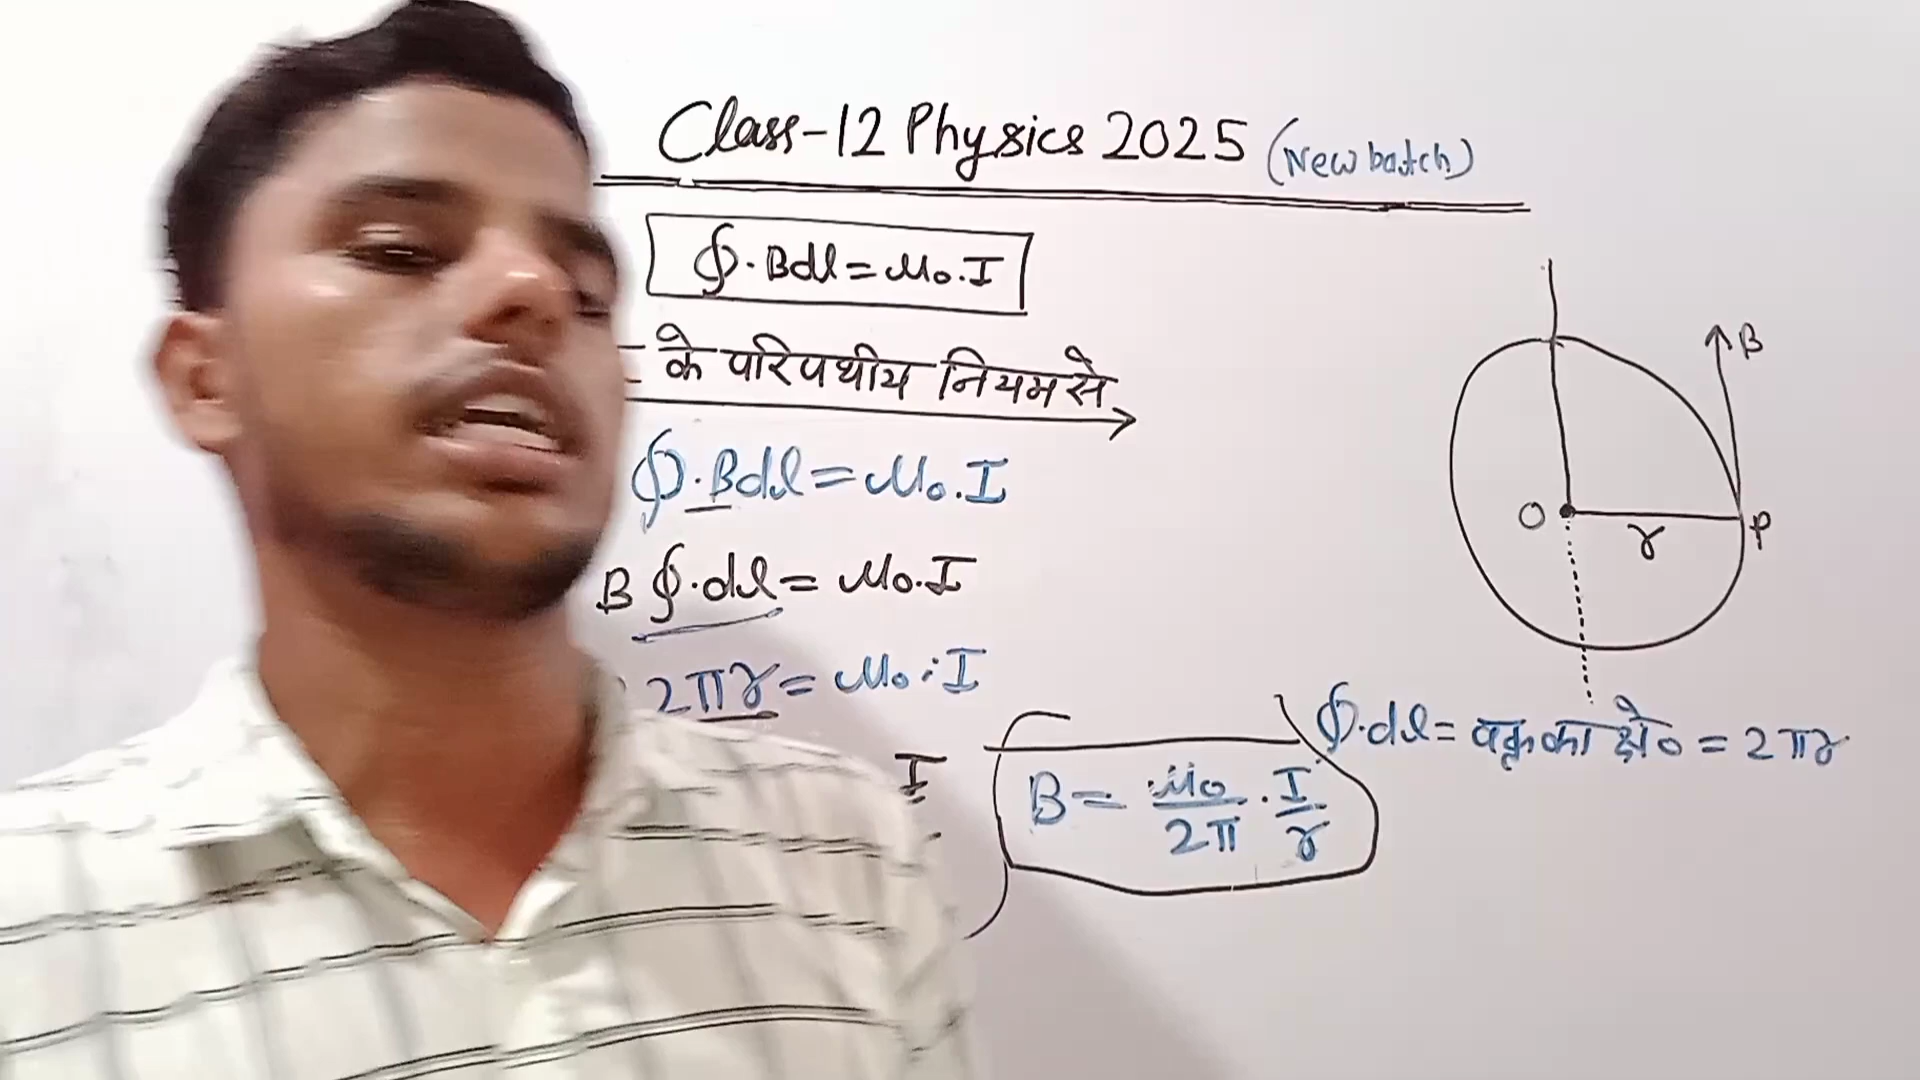 Class-12 Physics 2025 (New batch)
∮·Bdl = μ₀.I
के परिपथीय नियम से
∮·Bdl = μ₀.I
B ∮·dl = μ₀.I
2πr = μ₀.I
I
B = μ₀/2π · I/r
B
O
r
P
∮·dl = वक्र का क्षे० = 2πr